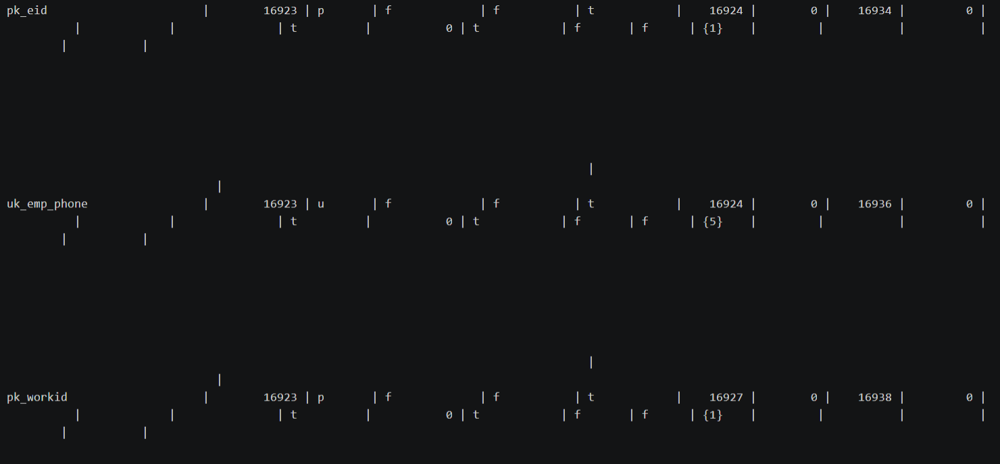 pk_eid | 16923 | p | f | f | t | 16924 | 0 | 16934 | 0 |
| | | t | 0 | t | f | f | {1} | | | |
| |
|
|
uk_emp_phone | 16923 | u | f | f | t | 16924 | 0 | 16936 | 0 |
| | | t | 0 | t | f | f | {5} | | | |
| |
|
|
pk_workid | 16923 | p | f | f | t | 16927 | 0 | 16938 | 0 |
| | | t | 0 | t | f | f | {1} | | | |
| |